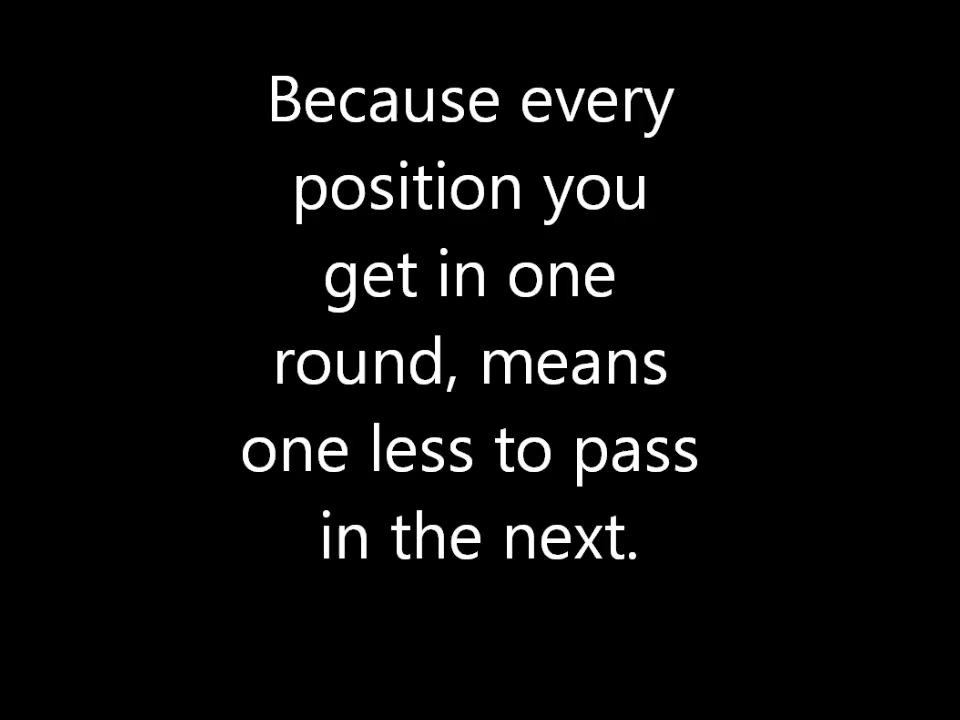 Because every
position you
get in one
round, means
one less to pass
in the next.